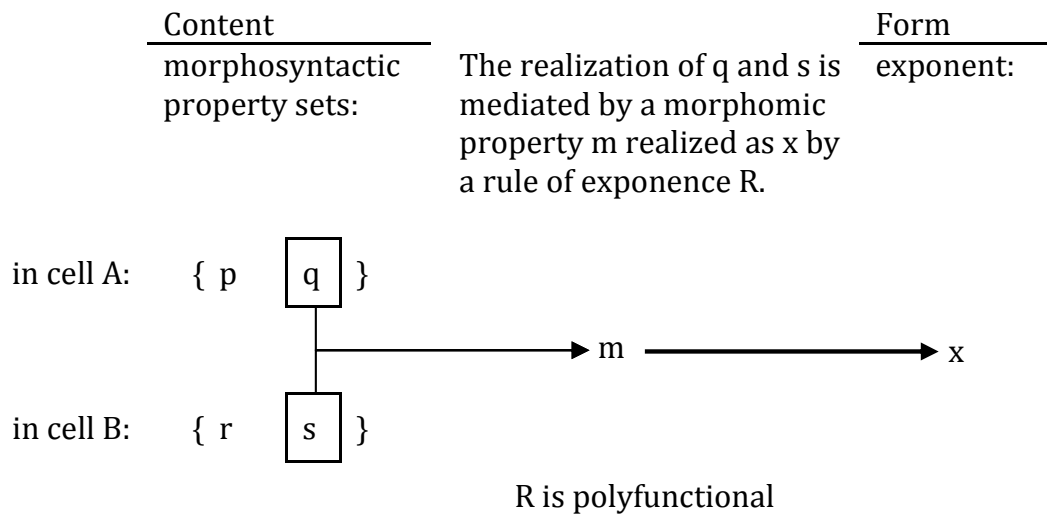 Content
Form
morphosyntactic
property sets:
The realization of q and s is
mediated by a morphomic
property m realized as x by
a rule of exponence R.
exponent:
in cell A: { p q }
m x
in cell B: { r s }
R is polyfunctional